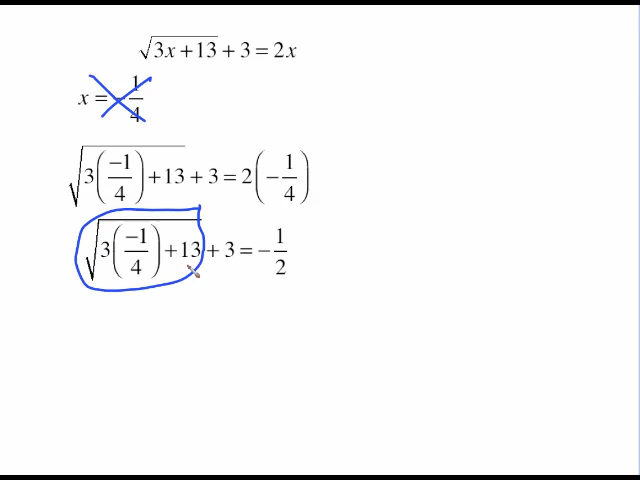 √(3x + 13) + 3 = 2x
x = -1/4
√(3(-1/4) + 13) + 3 = 2(-1/4)
√(3(-1/4) + 13) + 3 = -1/2